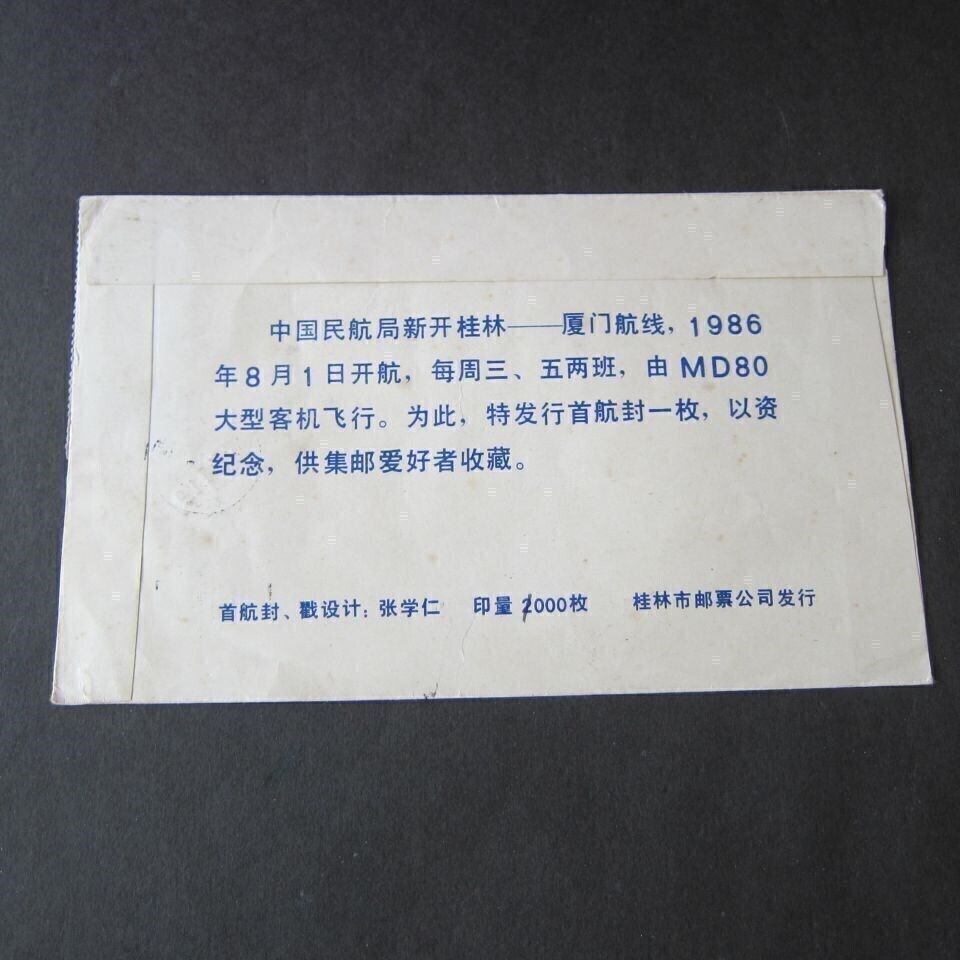 中国民航局新开桂林——厦门航线，1986
年8月1日开航，每周三、五两班，由MD80
大型客机飞行。为此，特发行首航封一枚，以资
纪念，供集邮爱好者收藏。
首航封、戳设计：张学仁 印量2000枚 桂林市邮票公司发行